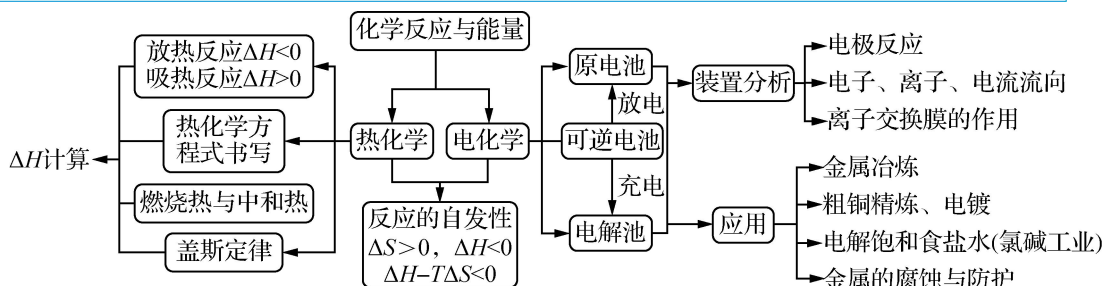 化学反应与能量
放热反应ΔH<0
吸热反应ΔH>0
热化学方
程式书写
ΔH计算
燃烧热与中和热
盖斯定律
热化学
电化学
反应的自发性
ΔS>0，ΔH<0
ΔH−TΔS<0
原电池
放电
可逆电池
充电
电解池
装置分析
电极反应
电子、离子、电流流向
离子交换膜的作用
应用
金属冶炼
粗铜精炼、电镀
电解饱和食盐水(氯碱工业)
金属的腐蚀与防护